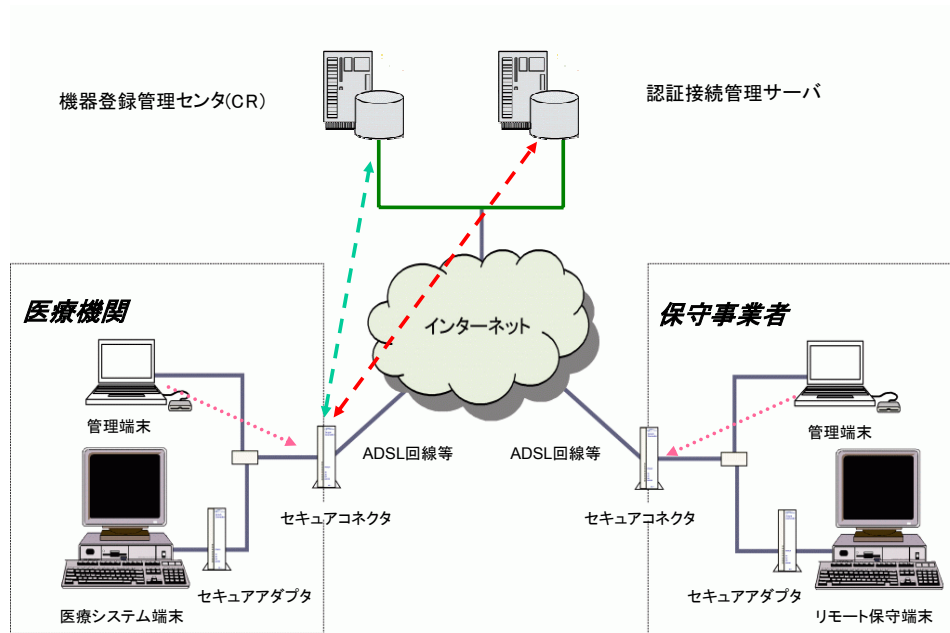 機器登録管理センタ(CR)
認証接続管理サーバ
医療機関
保守事業者
インターネット
管理端末
管理端末
ADSL回線等
ADSL回線等
セキュアコネクタ
セキュアコネクタ
セキュアアダプタ
セキュアアダプタ
医療システム端末
リモート保守端末